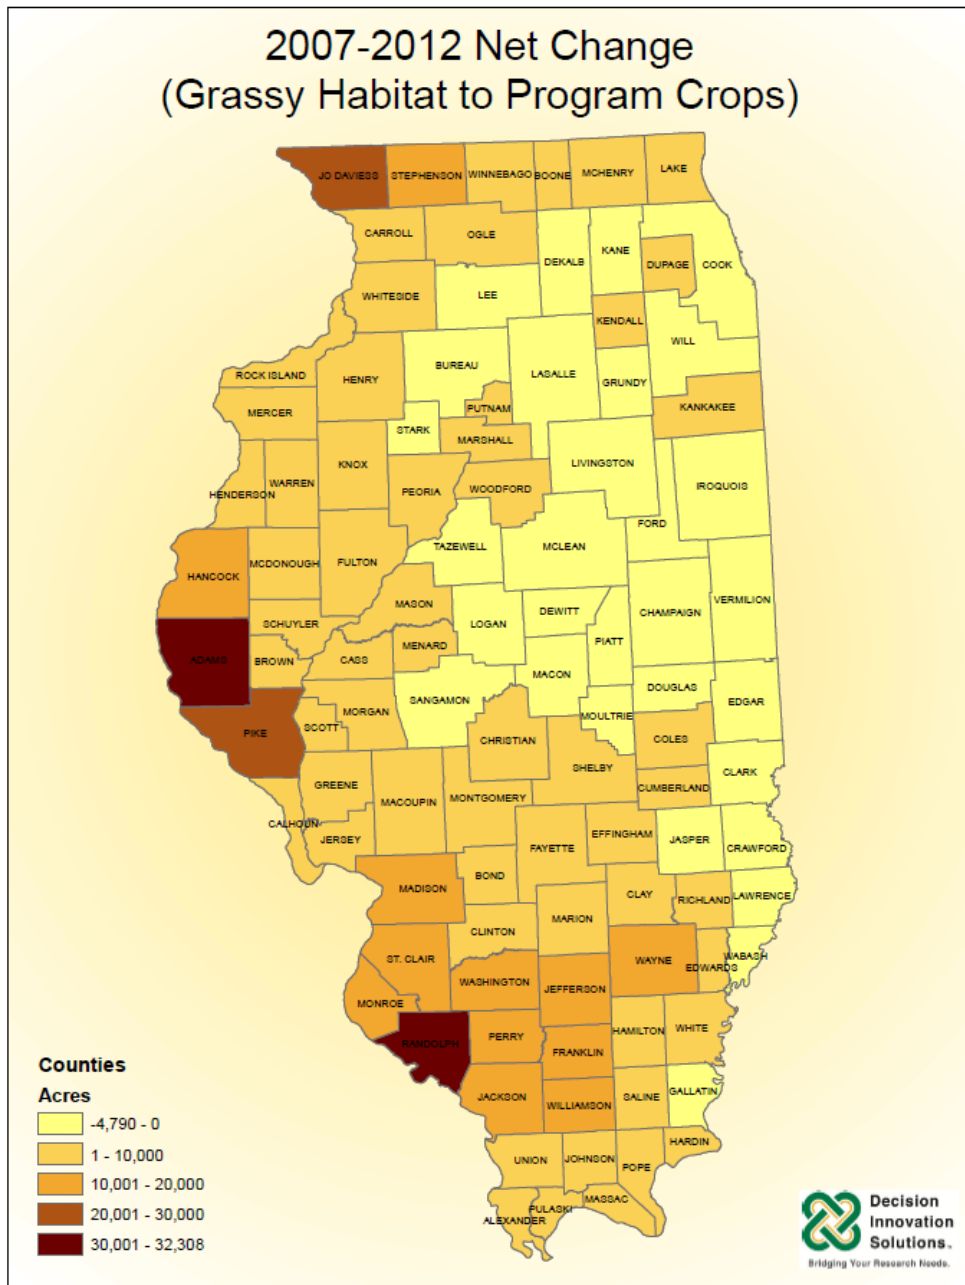 2007-2012 Net Change
(Grassy Habitat to Program Crops)
JO DAVIESS
STEPHENSON
WINNEBAGO
BOONE
MCHENRY
LAKE
CARROLL
OGLE
DEKALB
KANE
DUPAGE
COOK
WHITESIDE
LEE
KENDALL
WILL
ROCK ISLAND
HENRY
BUREAU
LASALLE
GRUNDY
MERCER
PUTNAM
KANKAKEE
STARK
MARSHALL
KNOX
LIVINGSTON
HENDERSON
WARREN
PEORIA
WOODFORD
IROQUOIS
FORD
HANCOCK
MCDONOUGH
FULTON
TAZEWELL
MCLEAN
MASON
DEWITT
CHAMPAIGN
VERMILION
SCHUYLER
LOGAN
PIATT
ADAMS
BROWN
CASS
MENARD
MACON
DOUGLAS
EDGAR
SANGAMON
PIKE
SCOTT
MORGAN
MOULTRIE
CHRISTIAN
COLES
SHELBY
CLARK
GREENE
MACOUPIN
MONTGOMERY
CUMBERLAND
CALHOUN
JERSEY
FAYETTE
EFFINGHAM
JASPER
CRAWFORD
MADISON
BOND
CLAY
RICHLAND
LAWRENCE
CLINTON
MARION
ST. CLAIR
WAYNE
EDWARDS
WABASH
WASHINGTON
JEFFERSON
MONROE
RANDOLPH
PERRY
FRANKLIN
HAMILTON
WHITE
JACKSON
WILLIAMSON
SALINE
GALLATIN
UNION
JOHNSON
POPE
HARDIN
ALEXANDER
PULASKI
MASSAC
Counties
Acres
-4,790 - 0
1 - 10,000
10,001 - 20,000
20,001 - 30,000
30,001 - 32,308
Decision
Innovation
Solutions™
Bridging Your Research Needs.